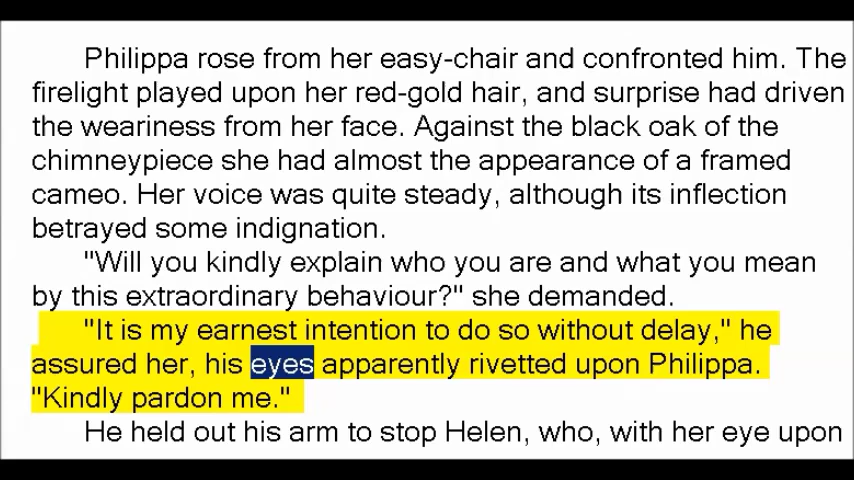 Philippa rose from her easy-chair and confronted him. The
firelight played upon her red-gold hair, and surprise had driven
the weariness from her face. Against the black oak of the
chimneypiece she had almost the appearance of a framed
cameo. Her voice was quite steady, although its inflection
betrayed some indignation.
"Will you kindly explain who you are and what you mean
by this extraordinary behaviour?" she demanded.
"It is my earnest intention to do so without delay," he
assured her, his eyes apparently rivetted upon Philippa.
"Kindly pardon me."
He held out his arm to stop Helen, who, with her eye upon